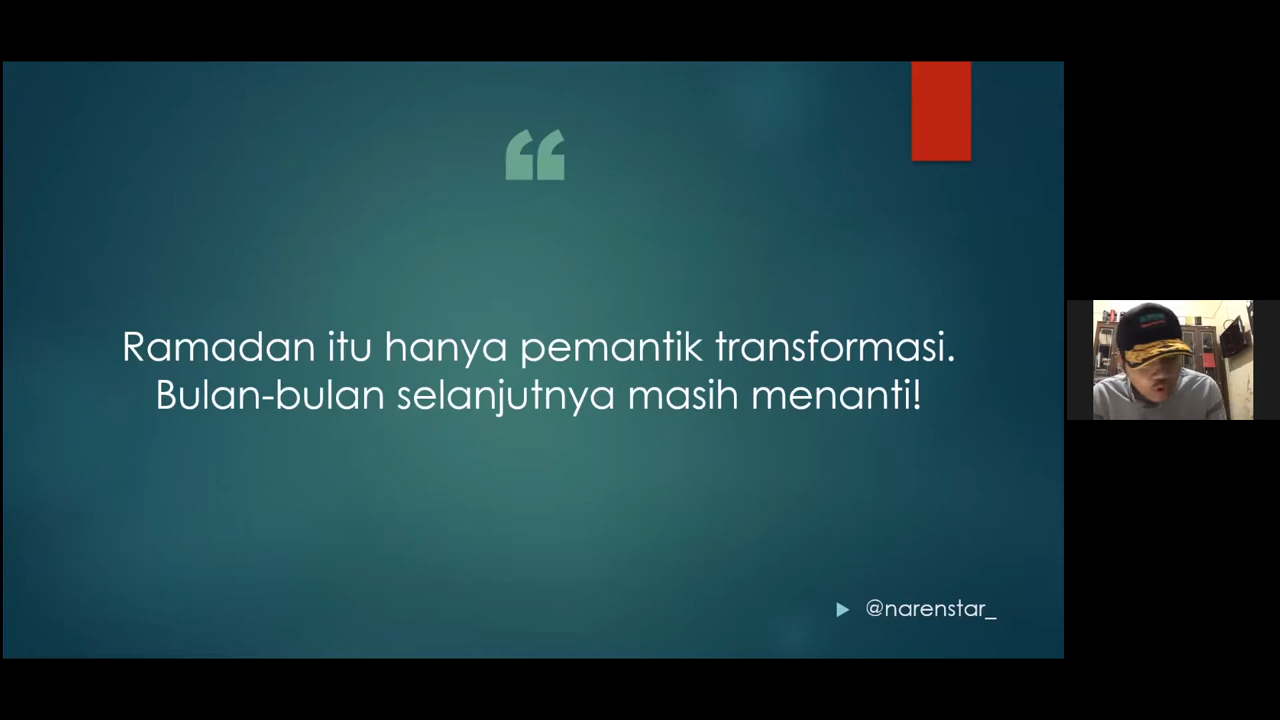 Ramadan itu hanya pemantik transformasi.
Bulan-bulan selanjutnya masih menanti!
@narenstar_